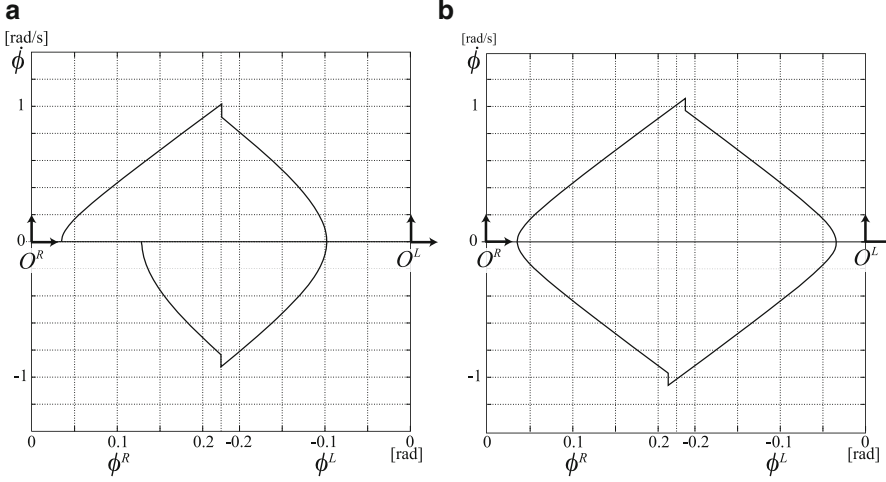 a
[rad/s]
ϕ̇
1
0
-1
O^R
O^L
0 0.1 0.2 -0.2 -0.1 [rad]
ϕ^R ϕ^L
b
[rad/s]
ϕ̇
1
0
-1
O^R
O^L
0 0.1 0.2 -0.2 -0.1 0
[rad]
ϕ^R ϕ^L